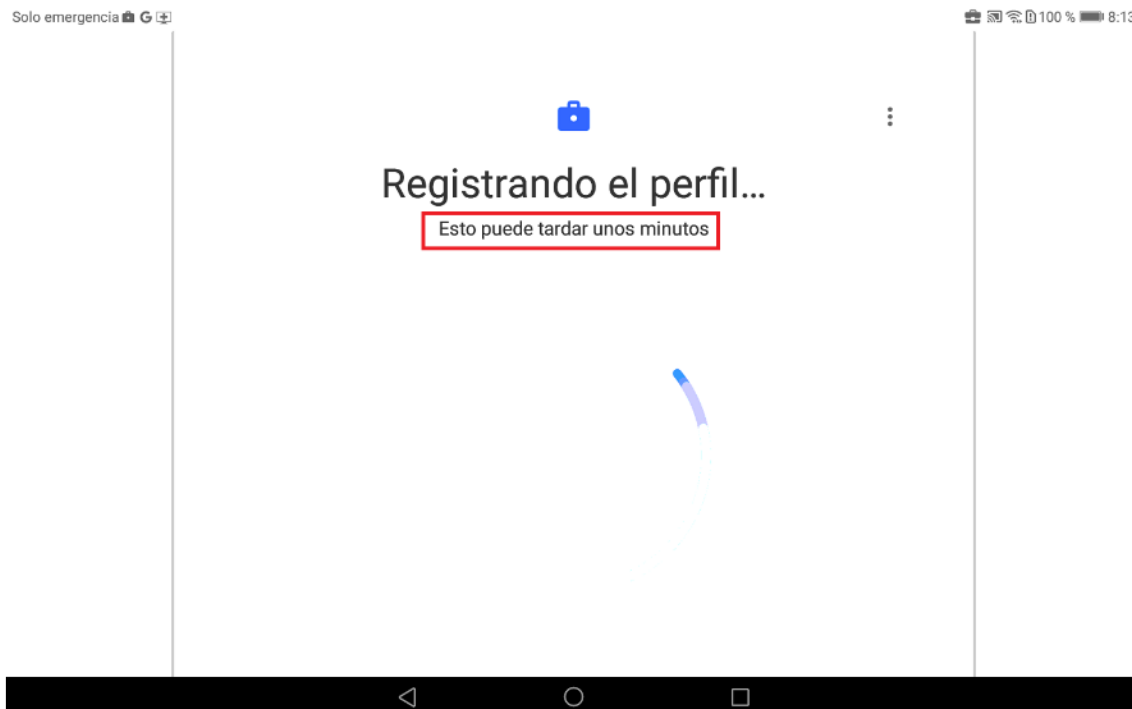 Solo emergencia G 100 % 8:13
Registrando el perfil...
Esto puede tardar unos minutos